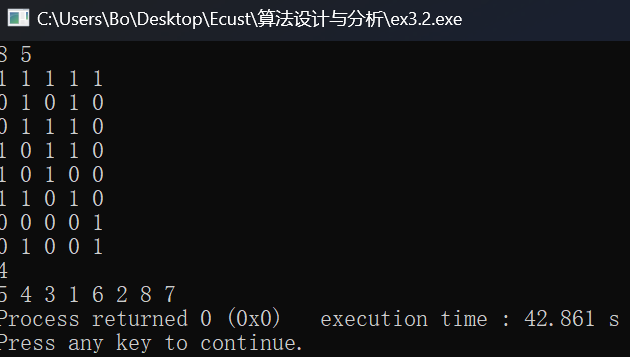 C:\Users\Bo\Desktop\Ecust\算法设计与分析\ex3.2.exe
8 5
1 1 1 1 1
0 1 0 1 0
0 1 1 1 0
1 0 1 1 0
1 0 1 0 0
1 1 0 1 0
0 0 0 0 1
0 1 0 0 1
4
5 4 3 1 6 2 8 7
Process returned 0 (0x0)   execution time : 42.861 s
Press any key to continue.